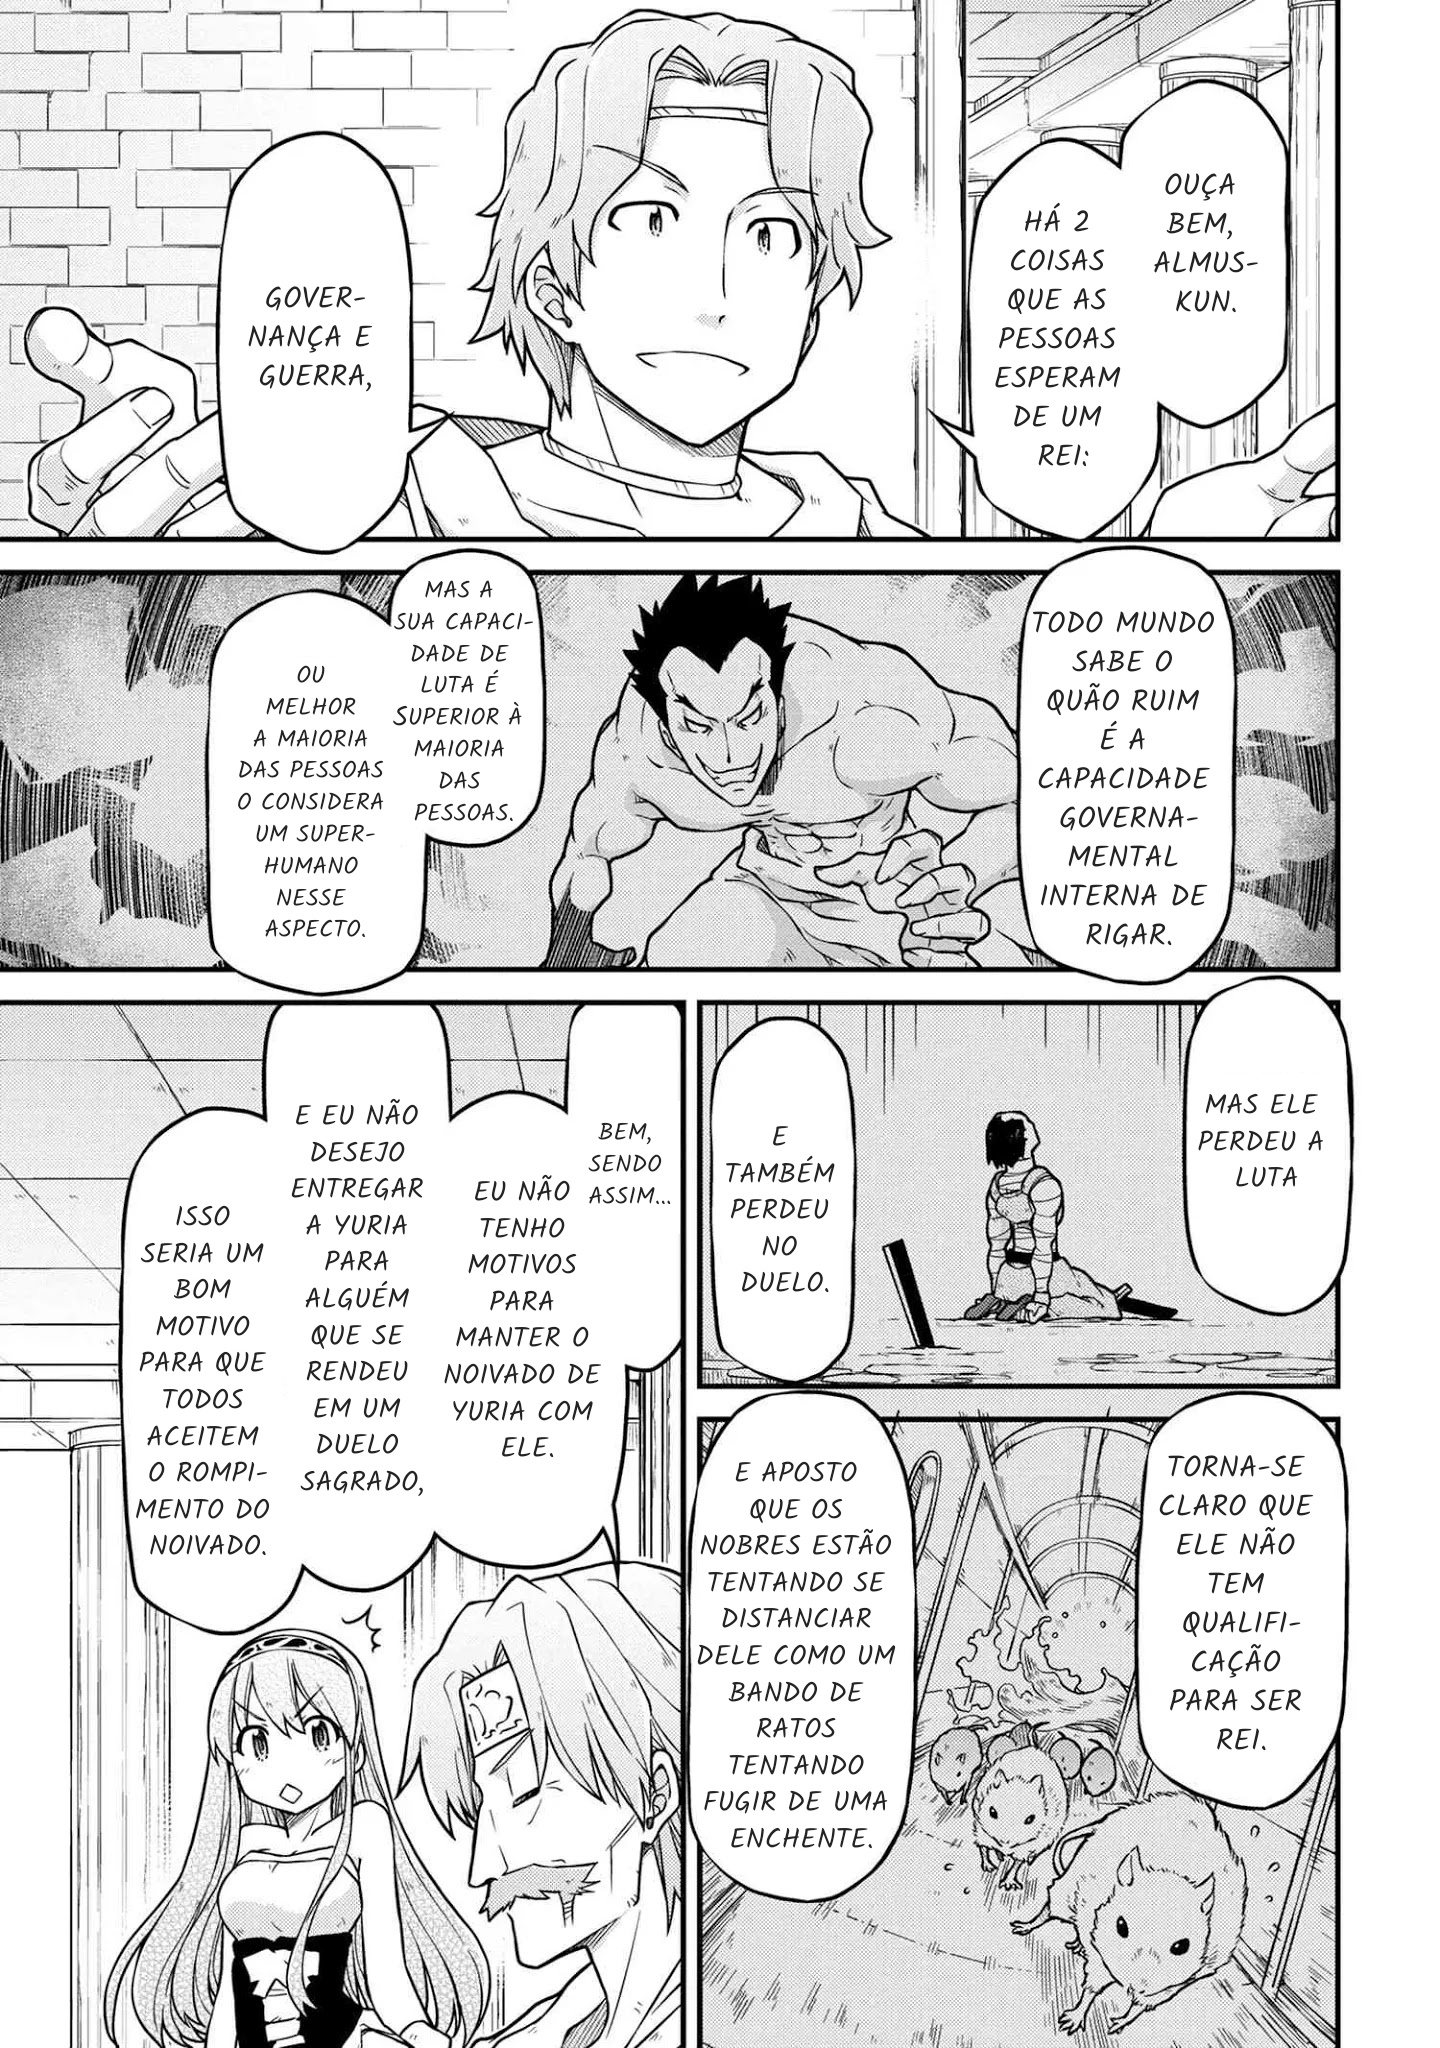 OUÇA
BEM,
ALMUS-
KUN.
HÁ 2
COISAS
QUE AS
PESSOAS
ESPERAM
DE UM
REI:
GOVER-
NANÇA E
GUERRA,
TODO MUNDO
SABE O
QUÃO RUIM
É A
CAPACIDADE
GOVERNA-
MENTAL
INTERNA DE
RIGAR.
MAS A
SUA CAPACI-
DADE DE
LUTA É
SUPERIOR À
MAIORIA
DAS
PESSOAS.
OU
MELHOR
A MAIORIA
DAS PESSOAS
O CONSIDERA
UM SUPER-
HUMANO
NESSE
ASPECTO.
MAS ELE
PERDEU A
LUTA
E
TAMBÉM
PERDEU
NO
DUELO.
TORNA-SE
CLARO QUE
ELE NÃO
TEM
QUALIFI-
CAÇÃO
PARA SER
REI.
E APOSTO
QUE OS
NOBRES ESTÃO
TENTANDO SE
DISTANCIAR
DELE COMO UM
BANDO DE
RATOS
TENTANDO
FUGIR DE UMA
ENCHENTE.
BEM,
SENDO
ASSIM...
EU NÃO
TENHO
MOTIVOS
PARA
MANTER O
NOIVADO DE
YURIA COM
ELE.
E EU NÃO
DESEJO
ENTREGAR
A YURIA
PARA
ALGUÉM
QUE SE
RENDEU
EM UM
DUELO
SAGRADO,
ISSO
SERIA UM
BOM
MOTIVO
PARA QUE
TODOS
ACEITEM
O ROMPI-
MENTO DO
NOIVADO.